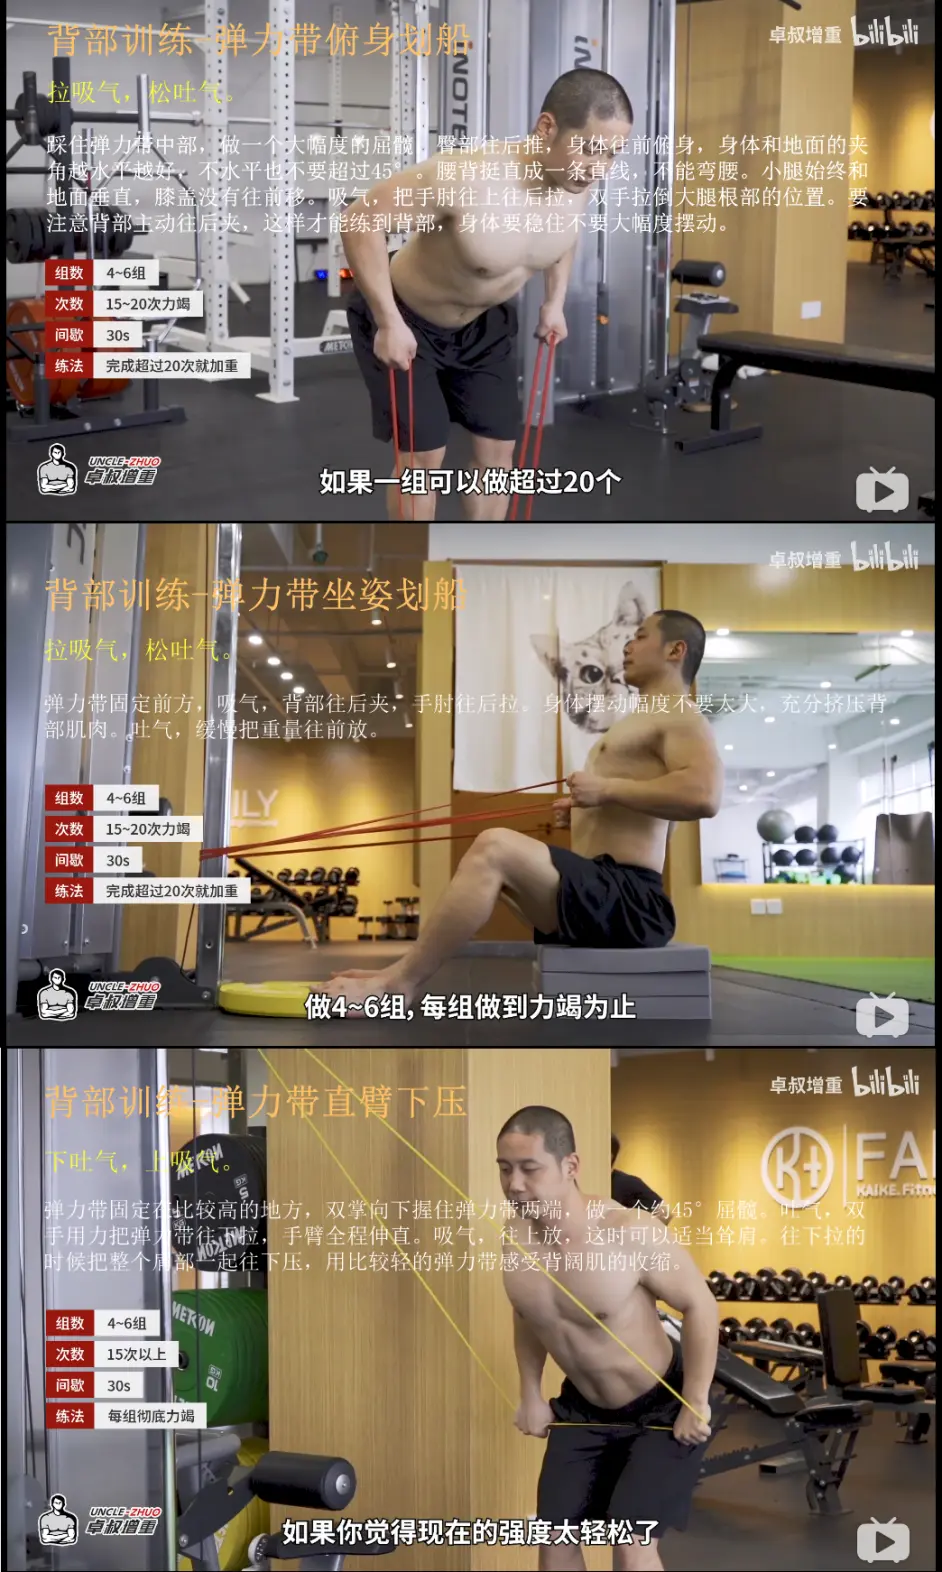 背部训练-弹力带俯身划船
卓叔增重 bilibili
拉吸气，松吐气。
踩住弹力带中部，做一个大幅度的屈髋，臀部往后推，身体往前俯身，身体和地面的夹
角越水平越好，不水平也不要超过45°。腰背挺直成一条直线，不能弯腰。小腿始终和
地面垂直，膝盖没有往前移。吸气，把手肘往上往后拉，双手拉倒大腿根部的位置。要
注意背部主动往后夹，这样才能练到背部，身体要稳住不要大幅度摆动。
组数 4~6组
次数 15~20次力竭
间歇 30s
练法 完成超过20次就加重
UNCLE-ZHUO
卓叔增重
如果一组可以做超过20个
卓叔增重 bilibili
背部训练-弹力带坐姿划船
拉吸气，松吐气。
弹力带固定前方，吸气，背部往后夹，手肘往后拉。身体摆动幅度不要太大，充分挤压背
部肌肉。吐气，缓慢把重量往前放。
组数 4~6组
次数 15~20次力竭
间歇 30s
练法 完成超过20次就加重
ILY
UNCLE-ZHUO
卓叔增重
做4~6组,每组做到力竭为止
卓叔增重 bilibili
背部训练-弹力带直臂下压
下吐气，上吸气。
弹力带固定在比较高的地方，双掌向下握住弹力带两端，做一个约45°屈髋。吐气，双
手用力把弹力带往下拉，手臂全程伸直。吸气，往上放，这时可以适当耸肩。往下拉的
时候把整个肩部一起往下压，用比较轻的弹力带感受背阔肌的收缩。
组数 4~6组
次数 15次以上
间歇 30s
练法 每组彻底力竭
FA
KAIKE.Fitne
UNCLE-ZHUO
卓叔增重
如果你觉得现在的强度太轻松了